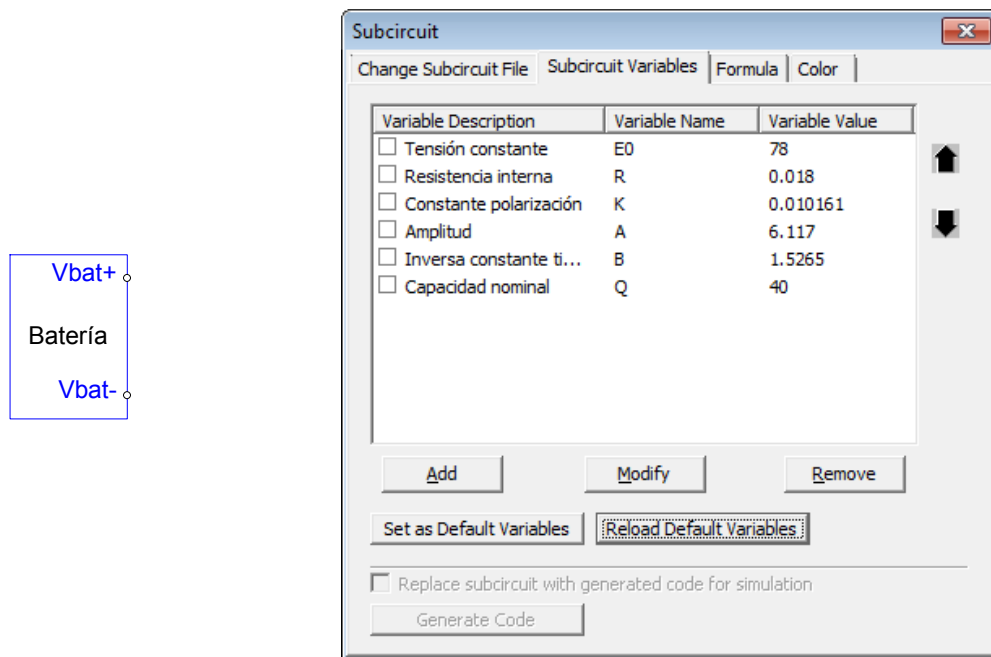 Vbat+
Batería
Vbat-
Subcircuit
Change Subcircuit File Subcircuit Variables Formula Color
Variable Description Variable Name Variable Value
Tensión constante E0 78
Resistencia interna R 0.018
Constante polarización K 0.010161
Amplitud A 6.117
Inversa constante ti... B 1.5265
Capacidad nominal Q 40
Add Modify Remove
Set as Default Variables Reload Default Variables
Replace subcircuit with generated code for simulation
Generate Code